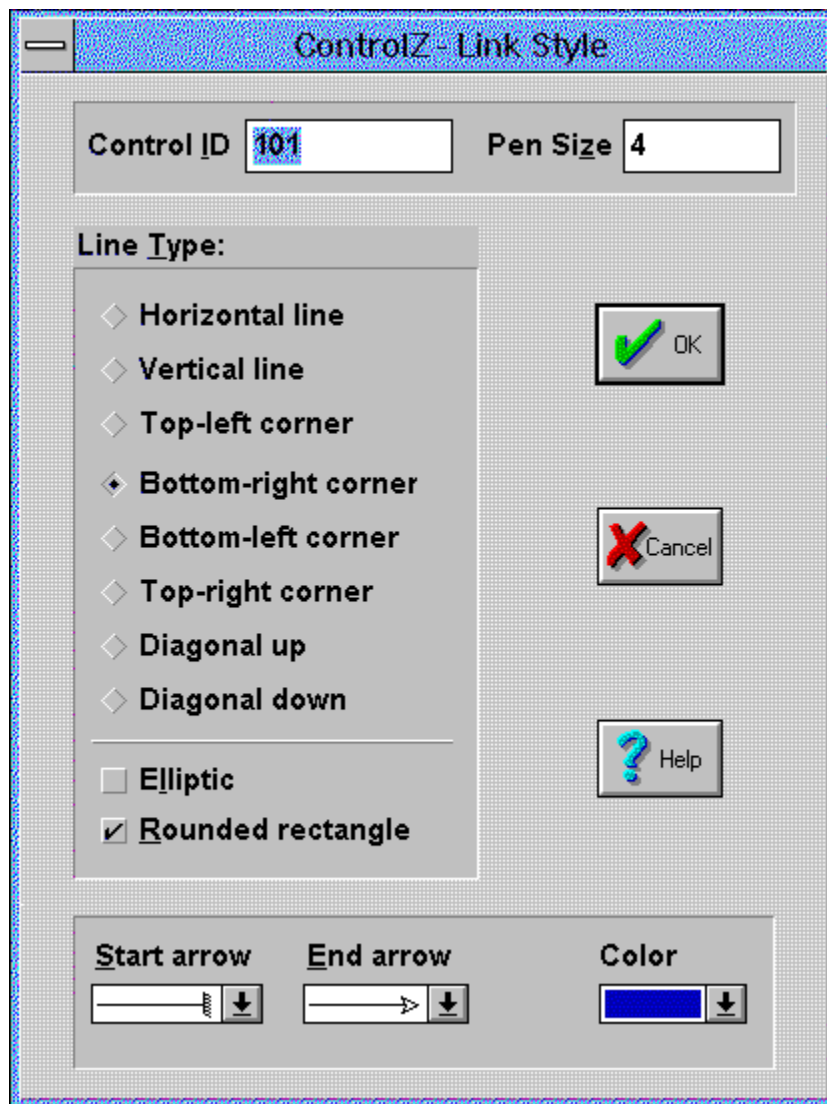 ControlZ - Link Style
Control ID 101 Pen Size 4
Line Type:
Horizontal line
Vertical line
Top-left corner
Bottom-right corner
Bottom-left corner
Top-right corner
Diagonal up
Diagonal down
Elliptic
Rounded rectangle
OK
Cancel
Help
Start arrow End arrow Color